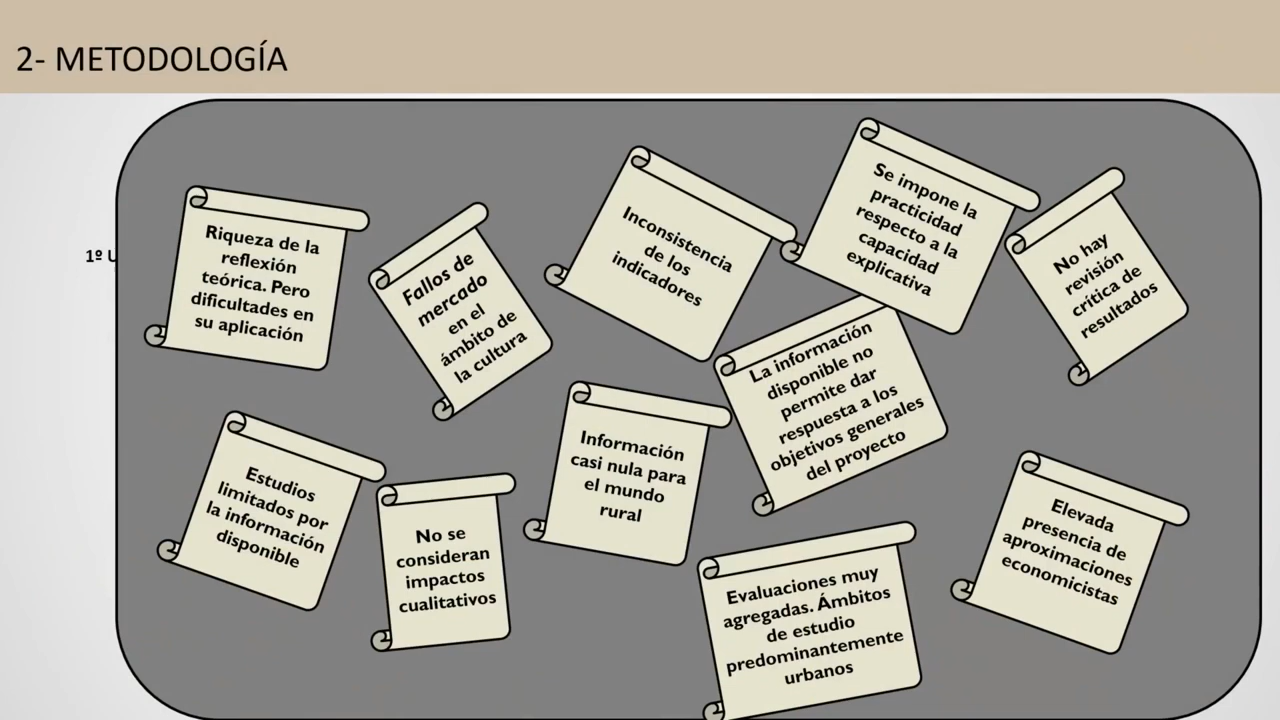 2- METODOLOGÍA
1º U
Riqueza de la
reflexión
teórica. Pero
dificultades en
su aplicación
Fallos de
mercado
en el
ámbito de
la cultura
Inconsistencia
de los
indicadores
Se impone la
practicidad
respecto a la
capacidad
explicativa
No hay
revisión
crítica de
resultados
La información
disponible no
permite dar
respuesta a los
objetivos generales
del proyecto
Estudios
limitados por
la información
disponible
No se
consideran
impactos
cualitativos
Información
casi nula para
el mundo
rural
Evaluaciones muy
agregadas. Ámbitos
de estudio
predominantemente
urbanos
Elevada
presencia de
aproximaciones
economicistas